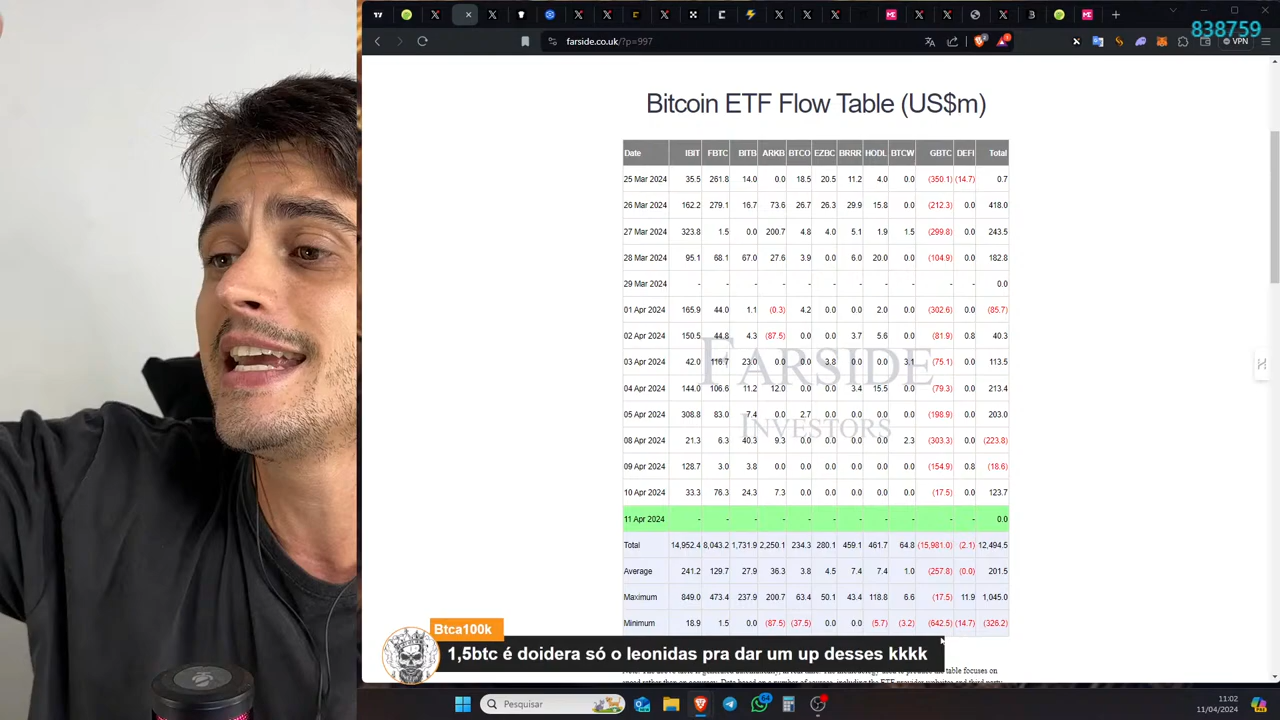 838759
farside.co.uk/?p=997
VPN
Bitcoin ETF Flow Table (US$m)
Date IBIT FBTC BITB ARKB BTCO EZBC BRRR HODL BTCW GBTC DEFI Total
25 Mar 2024 35.5 261.8 14.0 0.0 18.5 20.5 11.2 4.0 0.0 (350.1) (14.7) 0.7
26 Mar 2024 162.2 279.1 16.7 73.6 26.7 26.3 29.9 15.8 0.0 (212.3) 0.0 418.0
27 Mar 2024 323.8 1.5 0.0 200.7 4.8 4.0 5.1 1.9 1.5 (299.8) 0.0 243.5
28 Mar 2024 95.1 68.1 67.0 27.6 3.9 0.0 6.0 20.0 0.0 (104.9) 0.0 182.8
29 Mar 2024 - - - - - - - - - - - 0.0
01 Apr 2024 165.9 44.0 1.1 (0.3) 4.2 0.0 0.0 2.0 0.0 (302.6) 0.0 (85.7)
02 Apr 2024 150.5 44.8 4.3 (87.5) 0.0 0.0 3.7 5.6 0.0 (81.9) 0.8 40.3
03 Apr 2024 42.0 116.7 23.0 0.0 0.0 3.8 0.0 0.0 3.1 (75.1) 0.0 113.5
FARSIDE
04 Apr 2024 144.0 106.6 11.2 12.0 0.0 0.0 3.4 15.5 0.0 (79.3) 0.0 213.4
05 Apr 2024 308.8 83.0 7.4 0.0 2.7 0.0 0.0 0.0 0.0 (198.9) 0.0 203.0
INVESTORS
08 Apr 2024 21.3 6.3 40.3 9.3 0.0 0.0 0.0 0.0 2.3 (303.3) 0.0 (223.8)
09 Apr 2024 128.7 3.0 3.8 0.0 0.0 0.0 0.0 0.0 0.0 (154.9) 0.8 (18.6)
10 Apr 2024 33.3 76.3 24.3 7.3 0.0 0.0 0.0 0.0 0.0 (17.5) 0.0 123.7
11 Apr 2024 - - - - - - - - - - - 0.0
Total 14,952.4 8,043.2 1,731.9 2,250.1 234.3 280.1 459.1 461.7 64.8 (15,981.0) (2.1) 12,494.5
Average 241.2 129.7 27.9 36.3 3.8 4.5 7.4 7.4 1.0 (257.8) (0.0) 201.5
Maximum 849.0 473.4 237.9 200.7 63.4 50.1 43.4 118.8 6.6 (17.5) 11.9 1,045.0
Minimum 18.9 1.5 0.0 (87.5) (37.5) 0.0 0.0 (5.7) (3.2) (642.5) (14.7) (326.2)
Btca100k
1,5btc é doidera só o leonidas pra dar um up desses kkkk
table focuses on
Pesquisar
64
11:02
11/04/2024